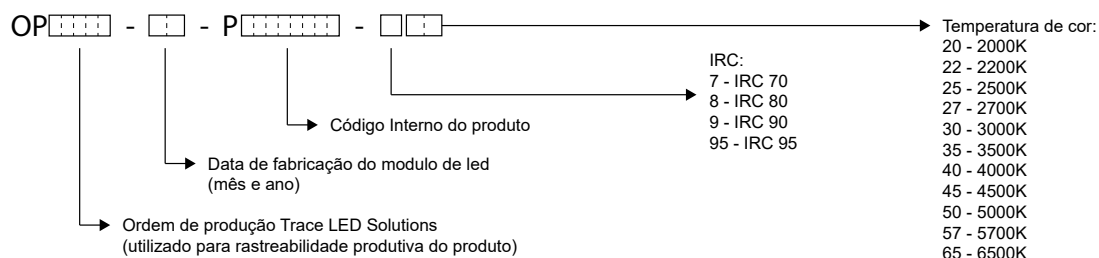 OP - - P -
Temperatura de cor:
20 - 2000K
22 - 2200K
25 - 2500K
27 - 2700K
30 - 3000K
35 - 3500K
40 - 4000K
45 - 4500K
50 - 5000K
57 - 5700K
65 - 6500K
IRC:
7 - IRC 70
8 - IRC 80
9 - IRC 90
95 - IRC 95
Código Interno do produto
Data de fabricação do modulo de led
(mês e ano)
Ordem de produção Trace LED Solutions
(utilizado para rastreabilidade produtiva do produto)